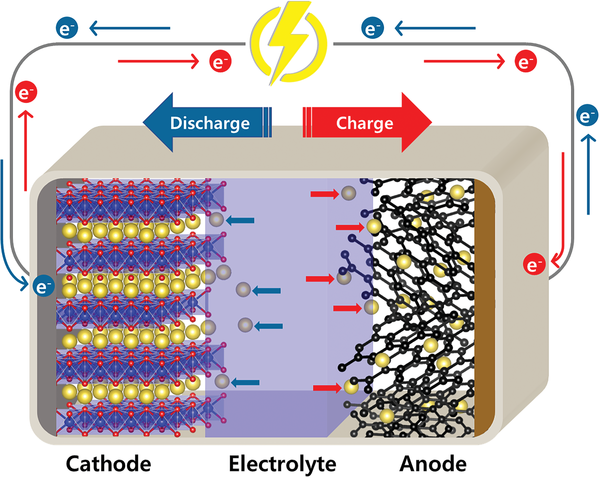 e⁻ e⁻
e⁻ e⁻
e⁻ e⁻
Discharge Charge
e⁻ e⁻
Cathode Electrolyte Anode